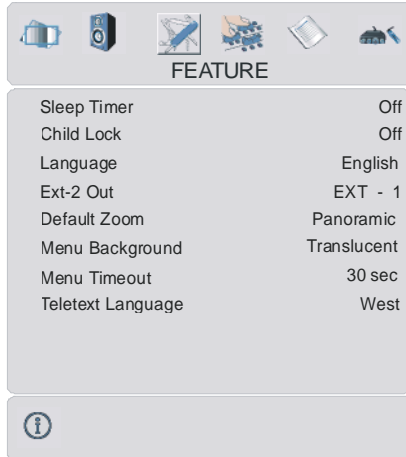 FEATURE
Sleep Timer Off
Child Lock Off
Language English
Ext-2 Out EXT - 1
Default Zoom Panoramic
Menu Background Translucent
Menu Timeout 30 sec
Teletext Language West